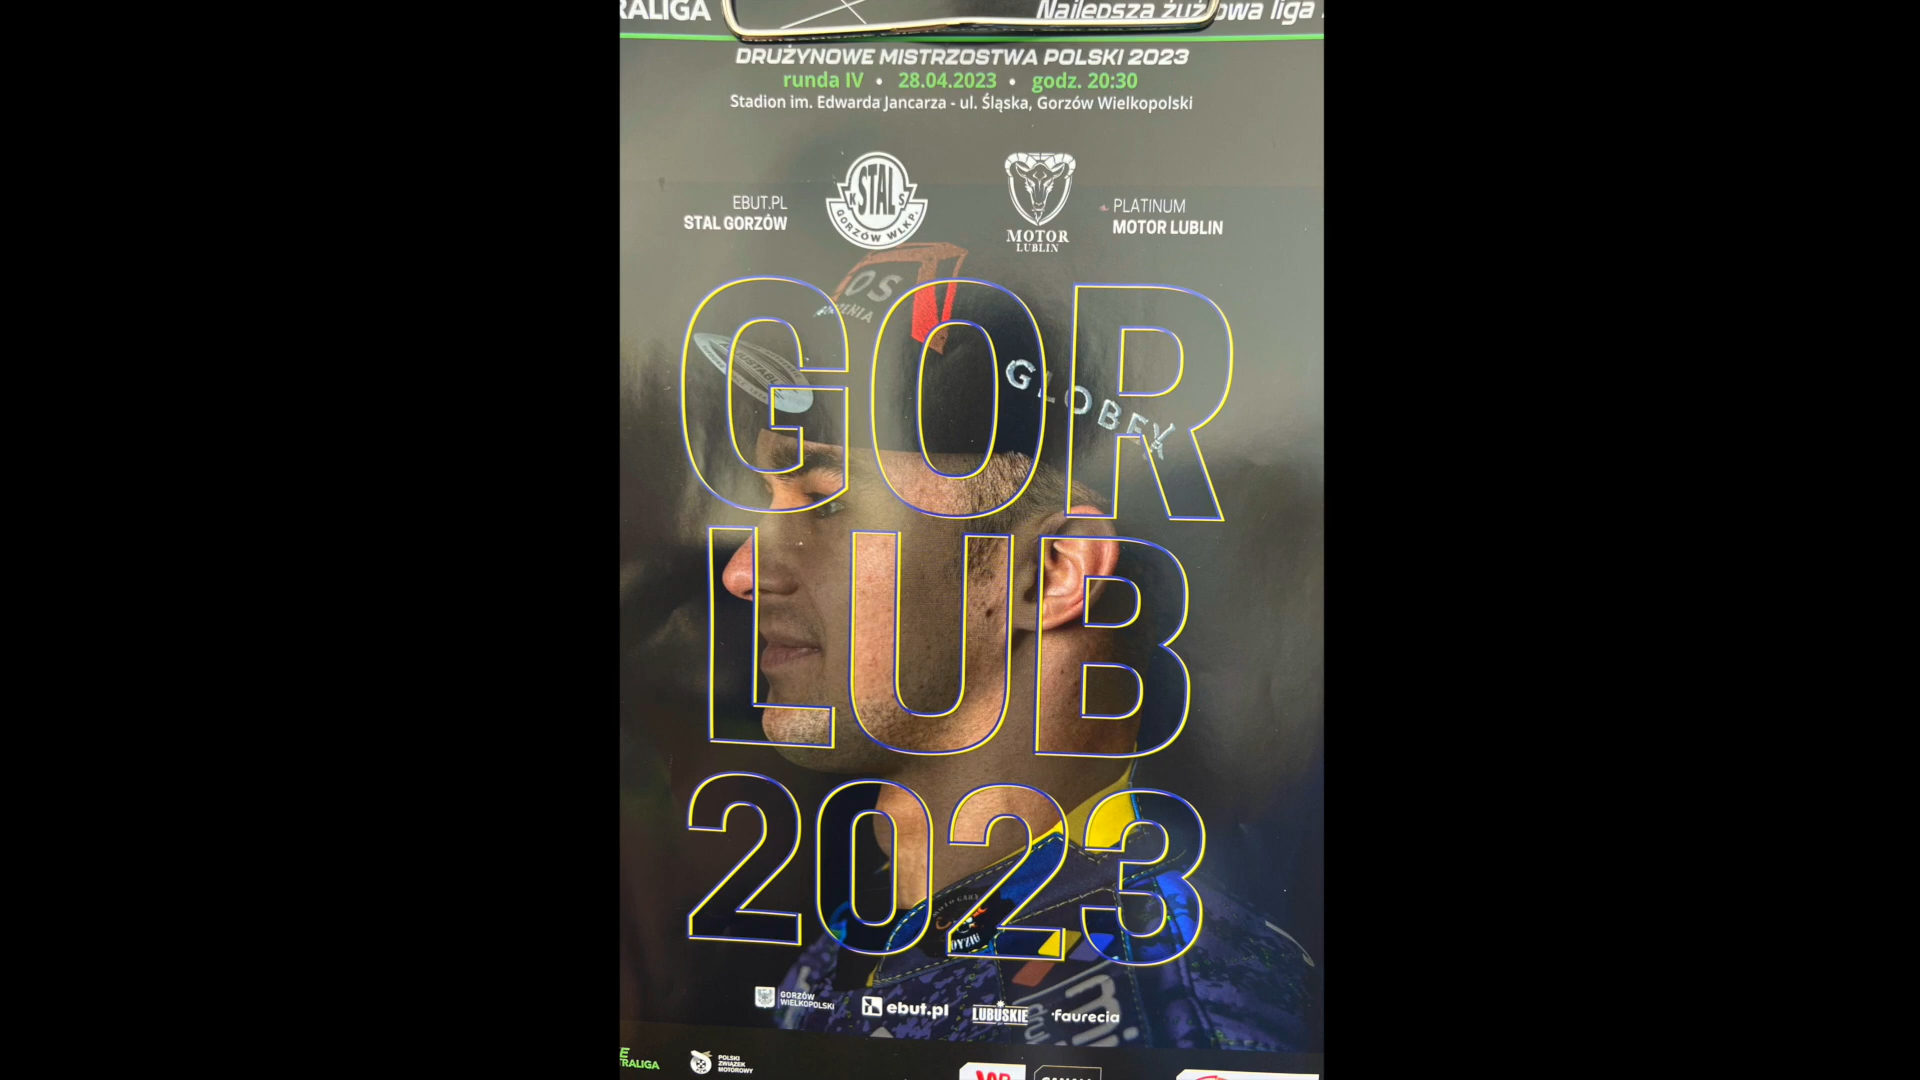 RALIGA
Najlepsza żużlowa liga
DRUŻYNOWE MISTRZOSTWA POLSKI 2023
runda IV • 28.04.2023 • godz. 20:30
Stadion im. Edwarda Jancarza - ul. Śląska, Gorzów Wielkopolski
EBUT.PL
STAL GORZÓW
K STAL S
GORZÓW WLKP.
MOTOR
LUBLIN
PLATINUM
MOTOR LUBLIN
OS
GLOBEX
GOR
LUB
2023
GORZÓW
WIELKOPOLSKI
ebut.pl
LUBUSKIE
faurecia
E
TRALIGA
POLSKI
ZWIĄZEK
MOTOROWY